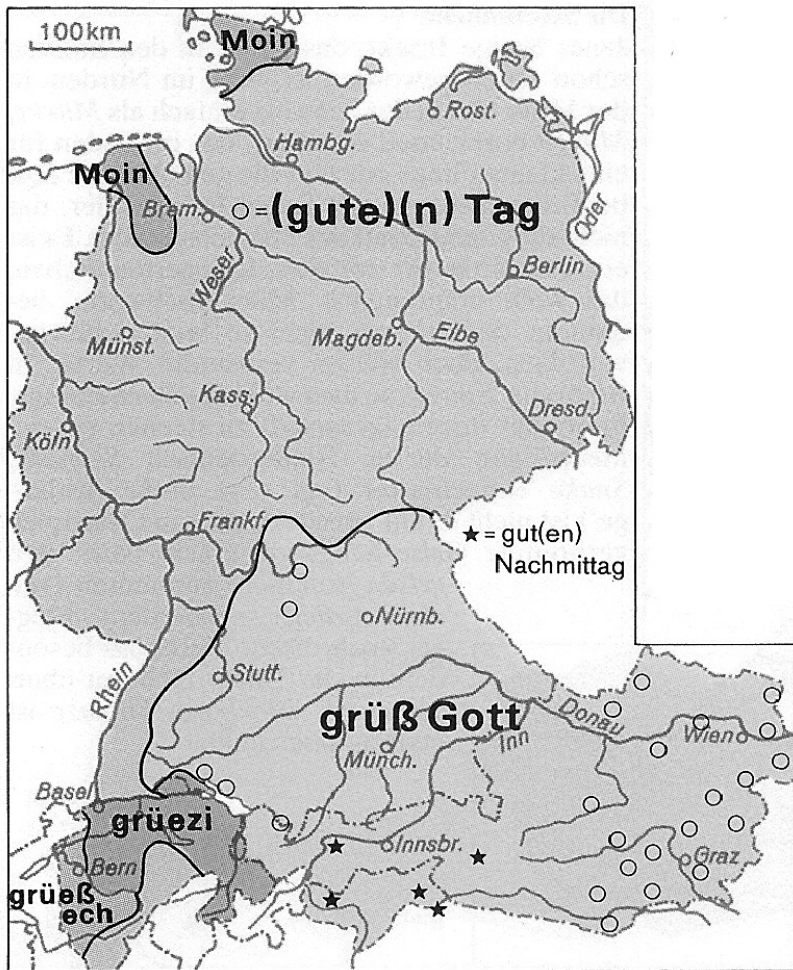 100km
Moin
Rost.
Hambg.
Moin
Brem.
○=(gute)(n) Tag
Oder
Weser
Berlin
Magdeb.
Elbe
Münst.
Kass.
Dresd.
Köln
Frankf.
★=gut(en)
Nachmittag
Nürnb.
Rhein
Stutt.
grüß Gott
Donau
Inn
Wien
Münch.
Basel
grüezi
Innsbr.
Bern
Graz
grüeß
ech